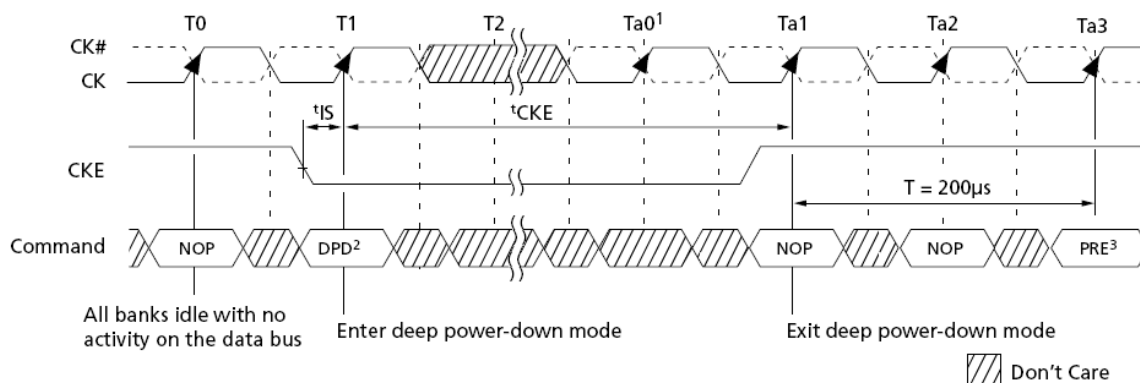 T0 T1 T2 Ta0¹ Ta1 Ta2 Ta3
CK#
CK
ᵗIS ᵗCKE
CKE
T = 200µs
Command NOP DPD² NOP NOP PRE³
All banks idle with no
activity on the data bus
Enter deep power-down mode Exit deep power-down mode
Don't Care